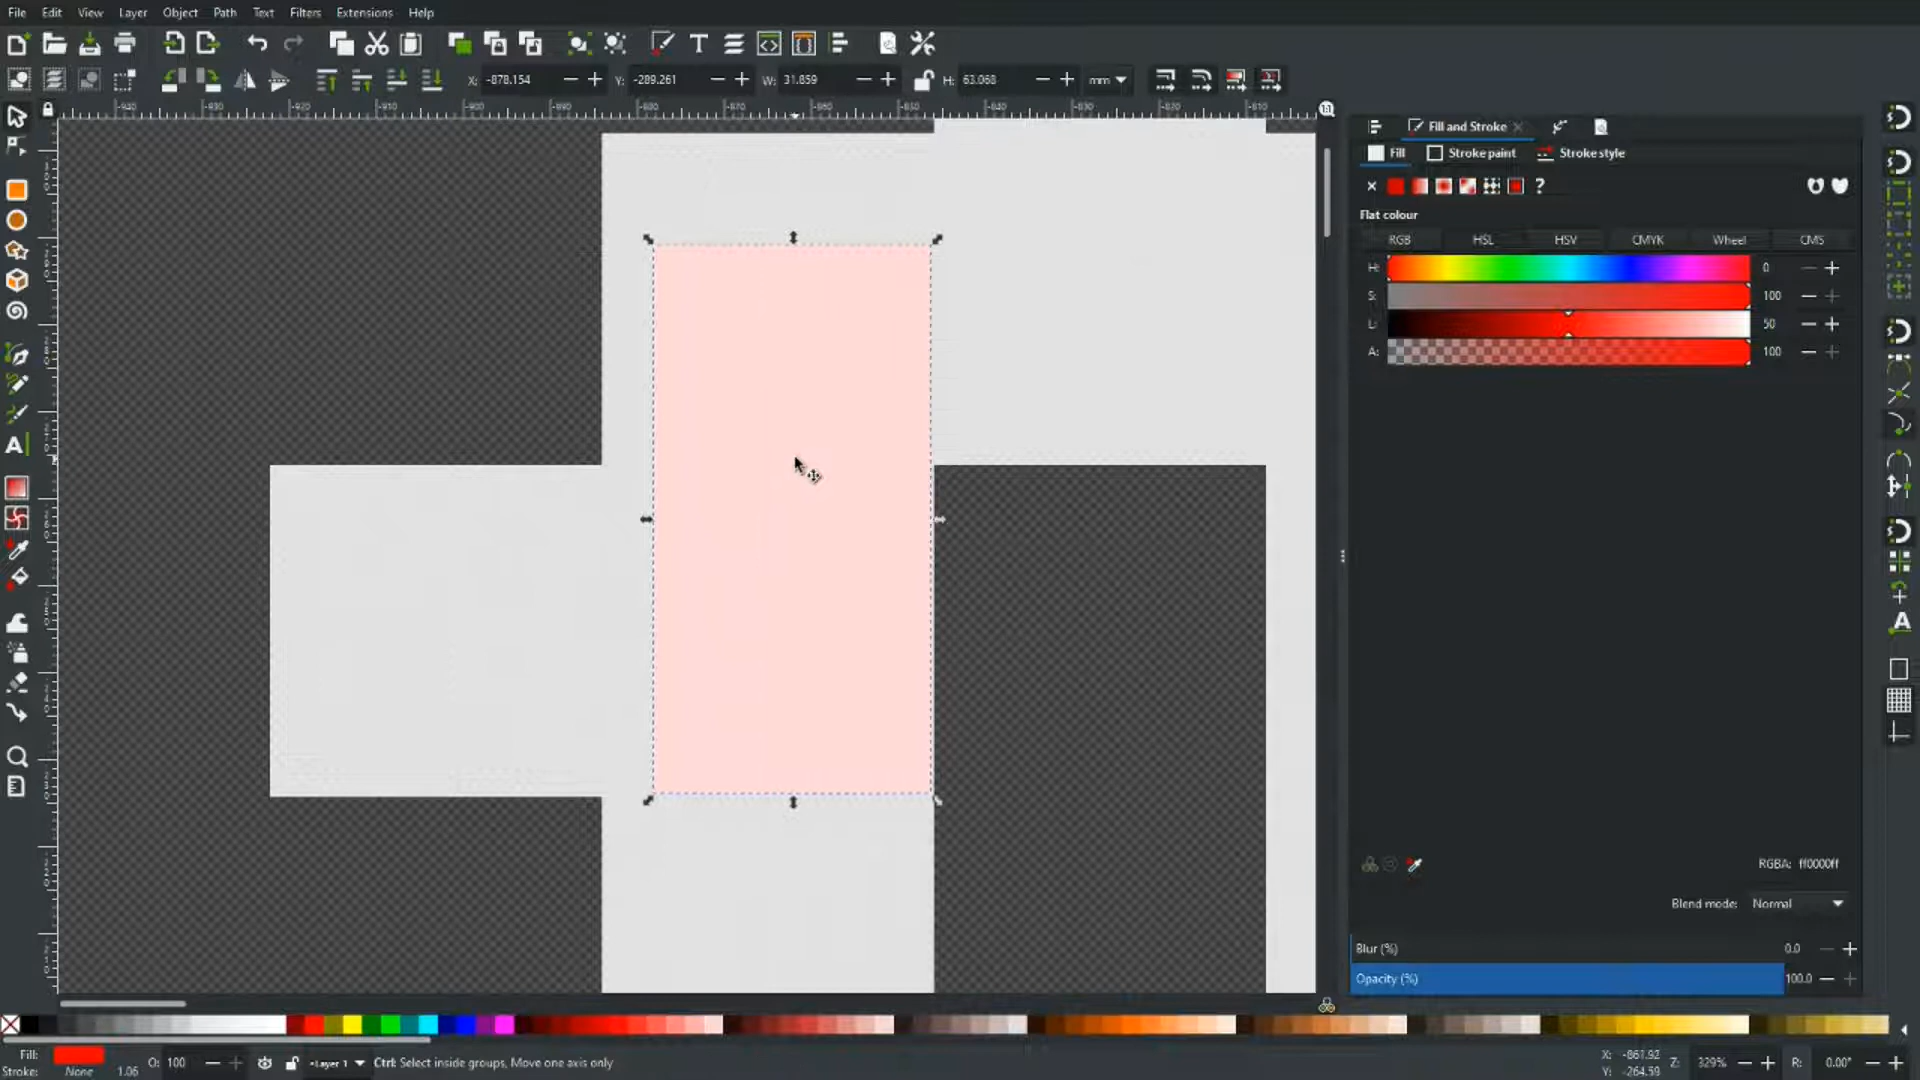 File Edit View Layer Object Path Text Filters Extensions Help
X: -878.154 Y: -289.261 W: 31.859 H: 63.068 mm
Fill and Stroke
Fill Stroke paint Stroke style
Flat colour
RGB HSL HSV CMYK Wheel CMS
H: 0
S: 100
L: 50
A: 100
RGBA: ff0000ff
Blend mode: Normal
Blur (%) 0.0
Opacity (%) 100.0
Fill: O: 100 Layer 1 Ctrl: Select inside groups, Move one axis only X: -861.92 Z: 329% R: 0.00°
Stroke: None 1.06 Y: -264.59